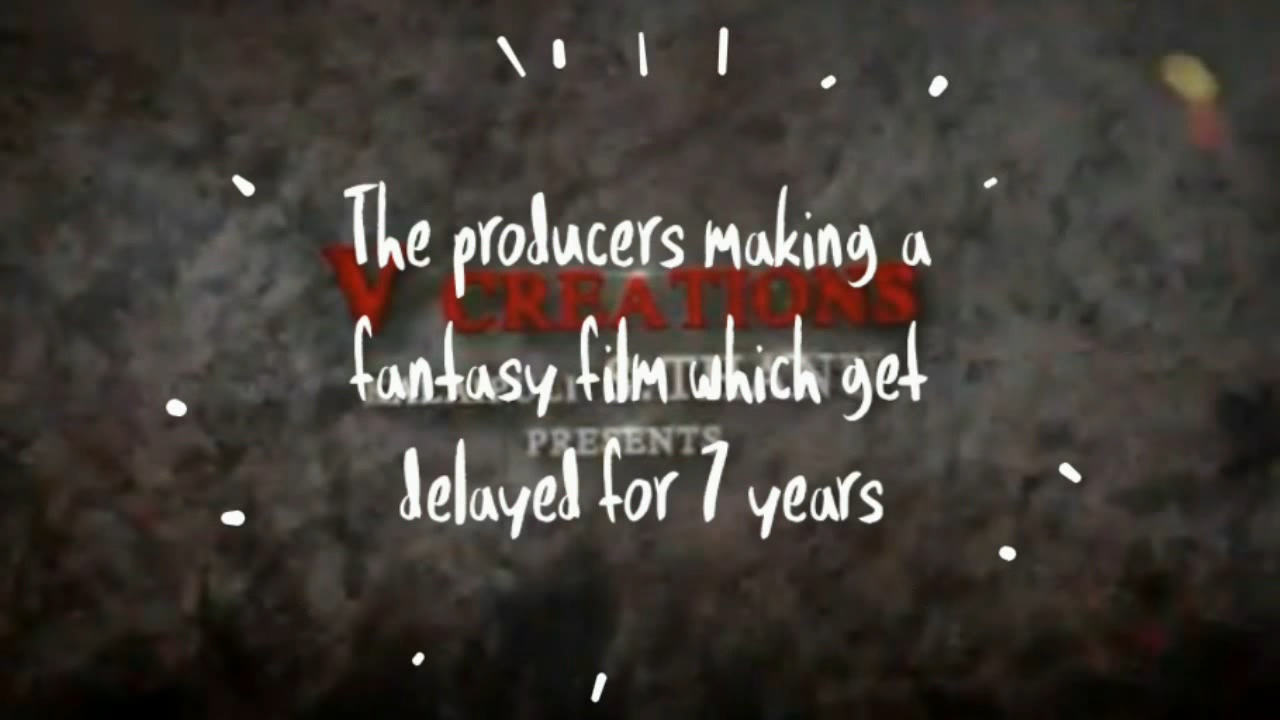 The producers making a
V CREATIONS
fantasy film which get
PRESENTS
delayed for 7 years